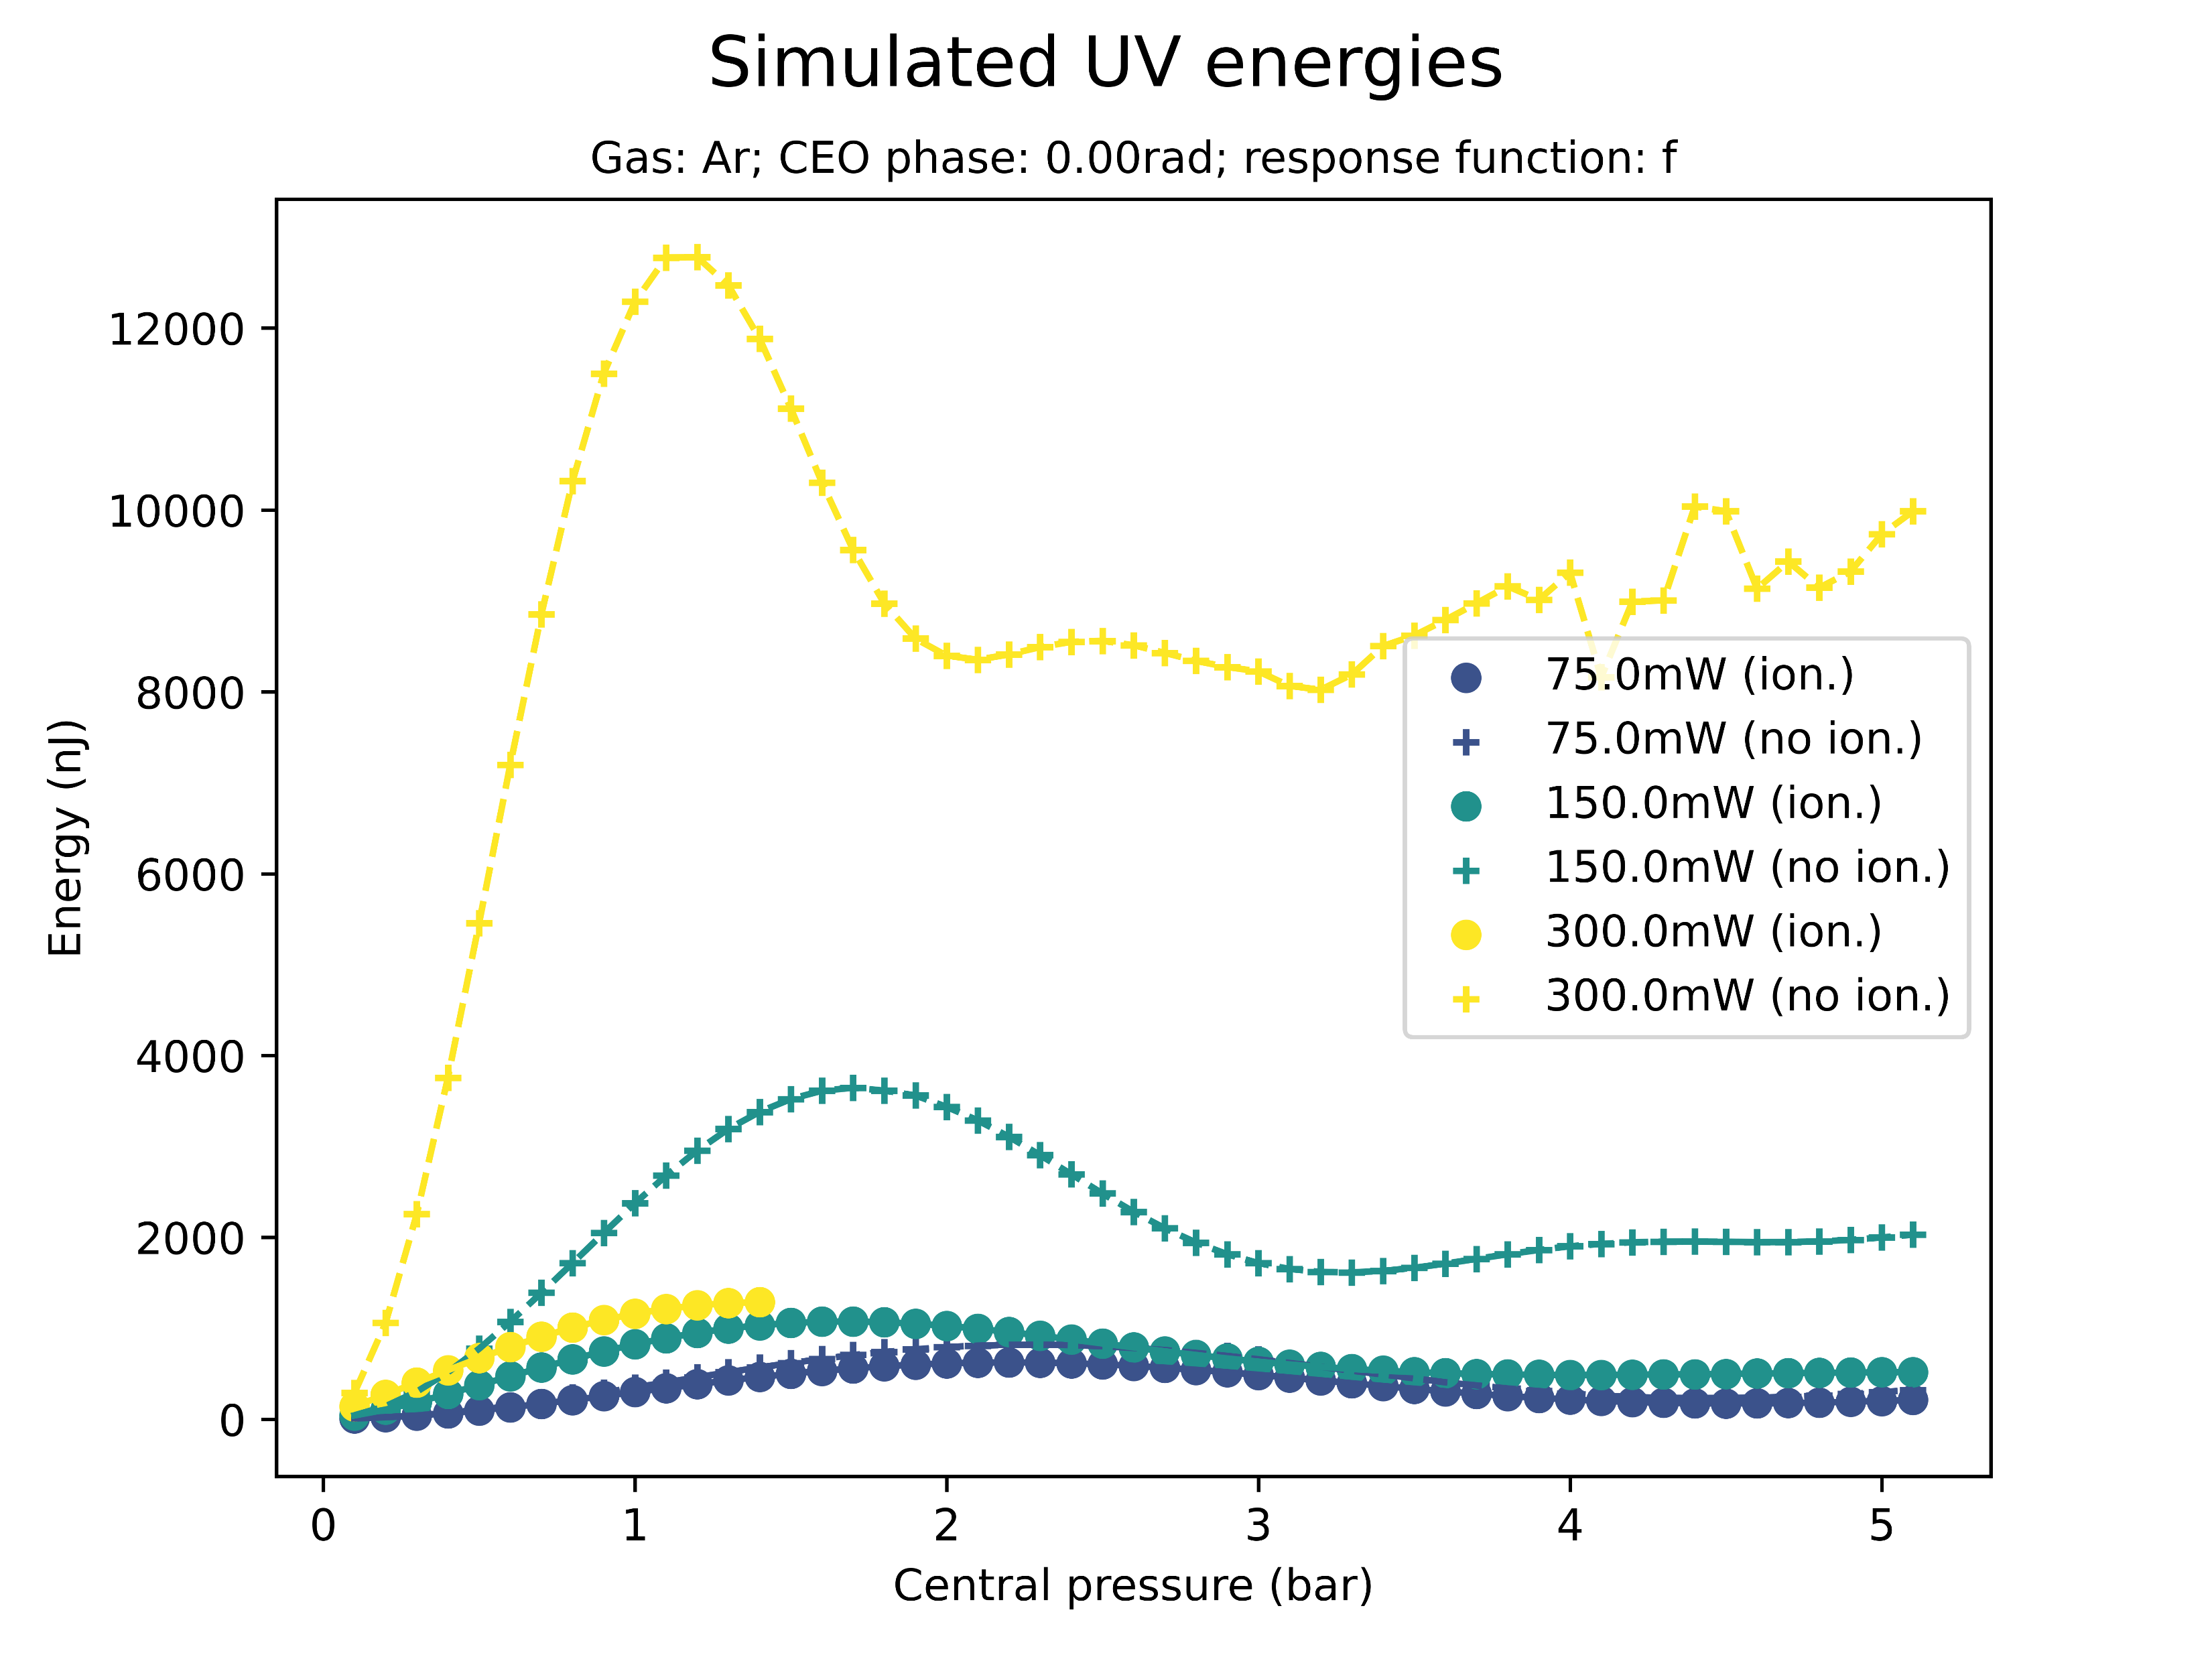 Simulated UV energies
Gas: Ar; CEO phase: 0.00rad; response function: f
12000
10000
8000
6000
4000
2000
0
Energy (nJ)
75.0mW (ion.)
75.0mW (no ion.)
150.0mW (ion.)
150.0mW (no ion.)
300.0mW (ion.)
300.0mW (no ion.)
0 1 2 3 4 5
Central pressure (bar)